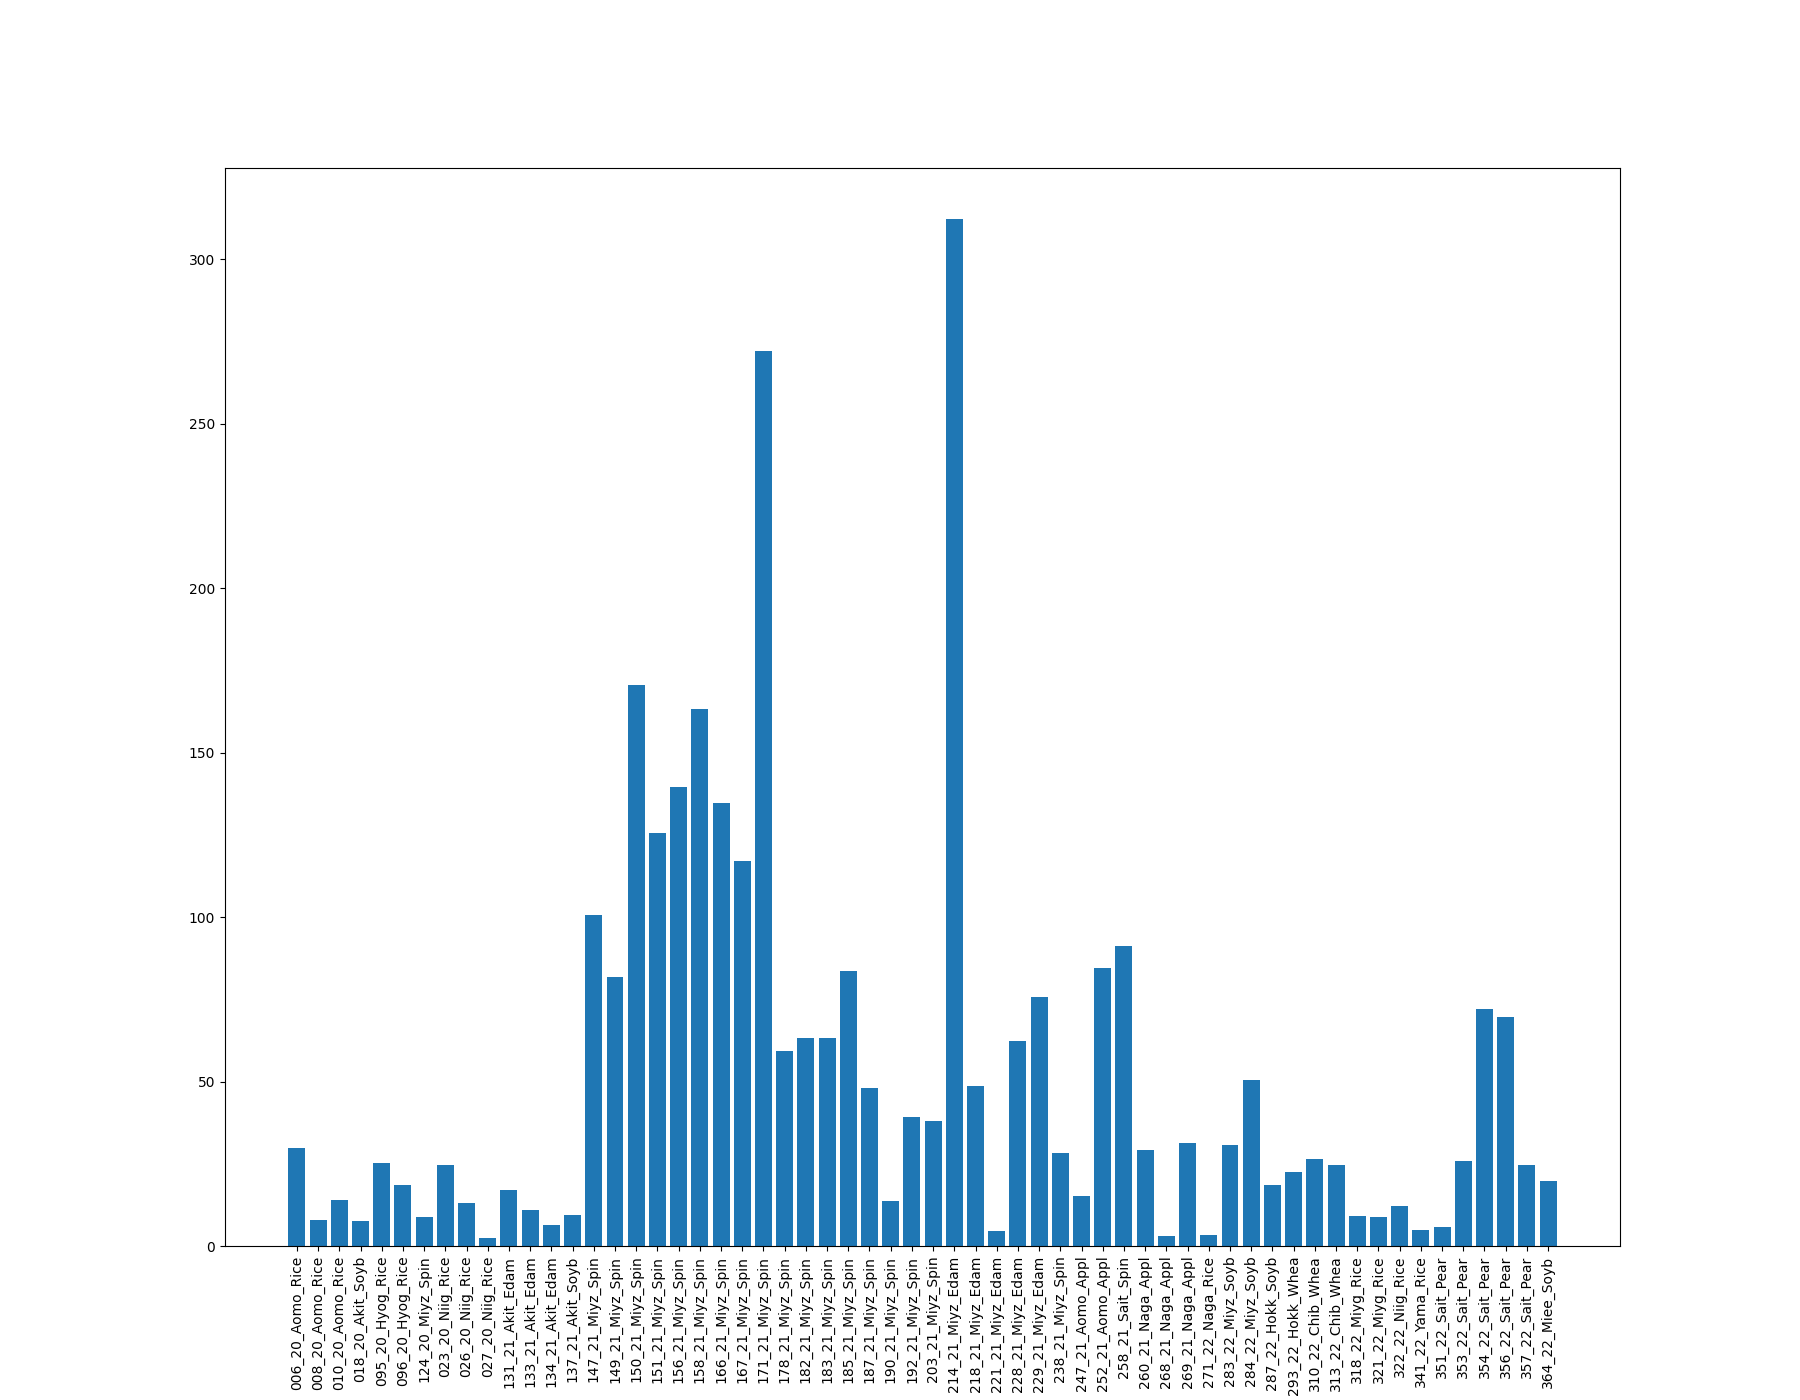 300
250
200
150
100
50
0
006_20_Aomo_Rice
008_20_Aomo_Rice
010_20_Aomo_Rice
018_20_Akit_Soyb
095_20_Hyog_Rice
096_20_Hyog_Rice
124_20_Miyz_Spin
023_20_Niig_Rice
026_20_Niig_Rice
027_20_Niig_Rice
131_21_Akit_Edam
133_21_Akit_Edam
134_21_Akit_Edam
137_21_Akit_Soyb
147_21_Miyz_Spin
149_21_Miyz_Spin
150_21_Miyz_Spin
151_21_Miyz_Spin
156_21_Miyz_Spin
158_21_Miyz_Spin
166_21_Miyz_Spin
167_21_Miyz_Spin
171_21_Miyz_Spin
178_21_Miyz_Spin
182_21_Miyz_Spin
183_21_Miyz_Spin
185_21_Miyz_Spin
187_21_Miyz_Spin
190_21_Miyz_Spin
192_21_Miyz_Spin
203_21_Miyz_Spin
214_21_Miyz_Edam
218_21_Miyz_Edam
221_21_Miyz_Edam
228_21_Miyz_Edam
229_21_Miyz_Edam
238_21_Miyz_Spin
247_21_Aomo_Appl
252_21_Aomo_Appl
258_21_Sait_Spin
260_21_Naga_Appl
268_21_Naga_Appl
269_21_Naga_Appl
271_22_Naga_Rice
283_22_Miyz_Soyb
284_22_Miyz_Soyb
287_22_Hokk_Soyb
293_22_Hokk_Whea
310_22_Chib_Whea
313_22_Chib_Whea
318_22_Miyg_Rice
321_22_Miyg_Rice
322_22_Niig_Rice
341_22_Yama_Rice
351_22_Sait_Pear
353_22_Sait_Pear
354_22_Sait_Pear
356_22_Sait_Pear
357_22_Sait_Pear
364_22_Miee_Soyb